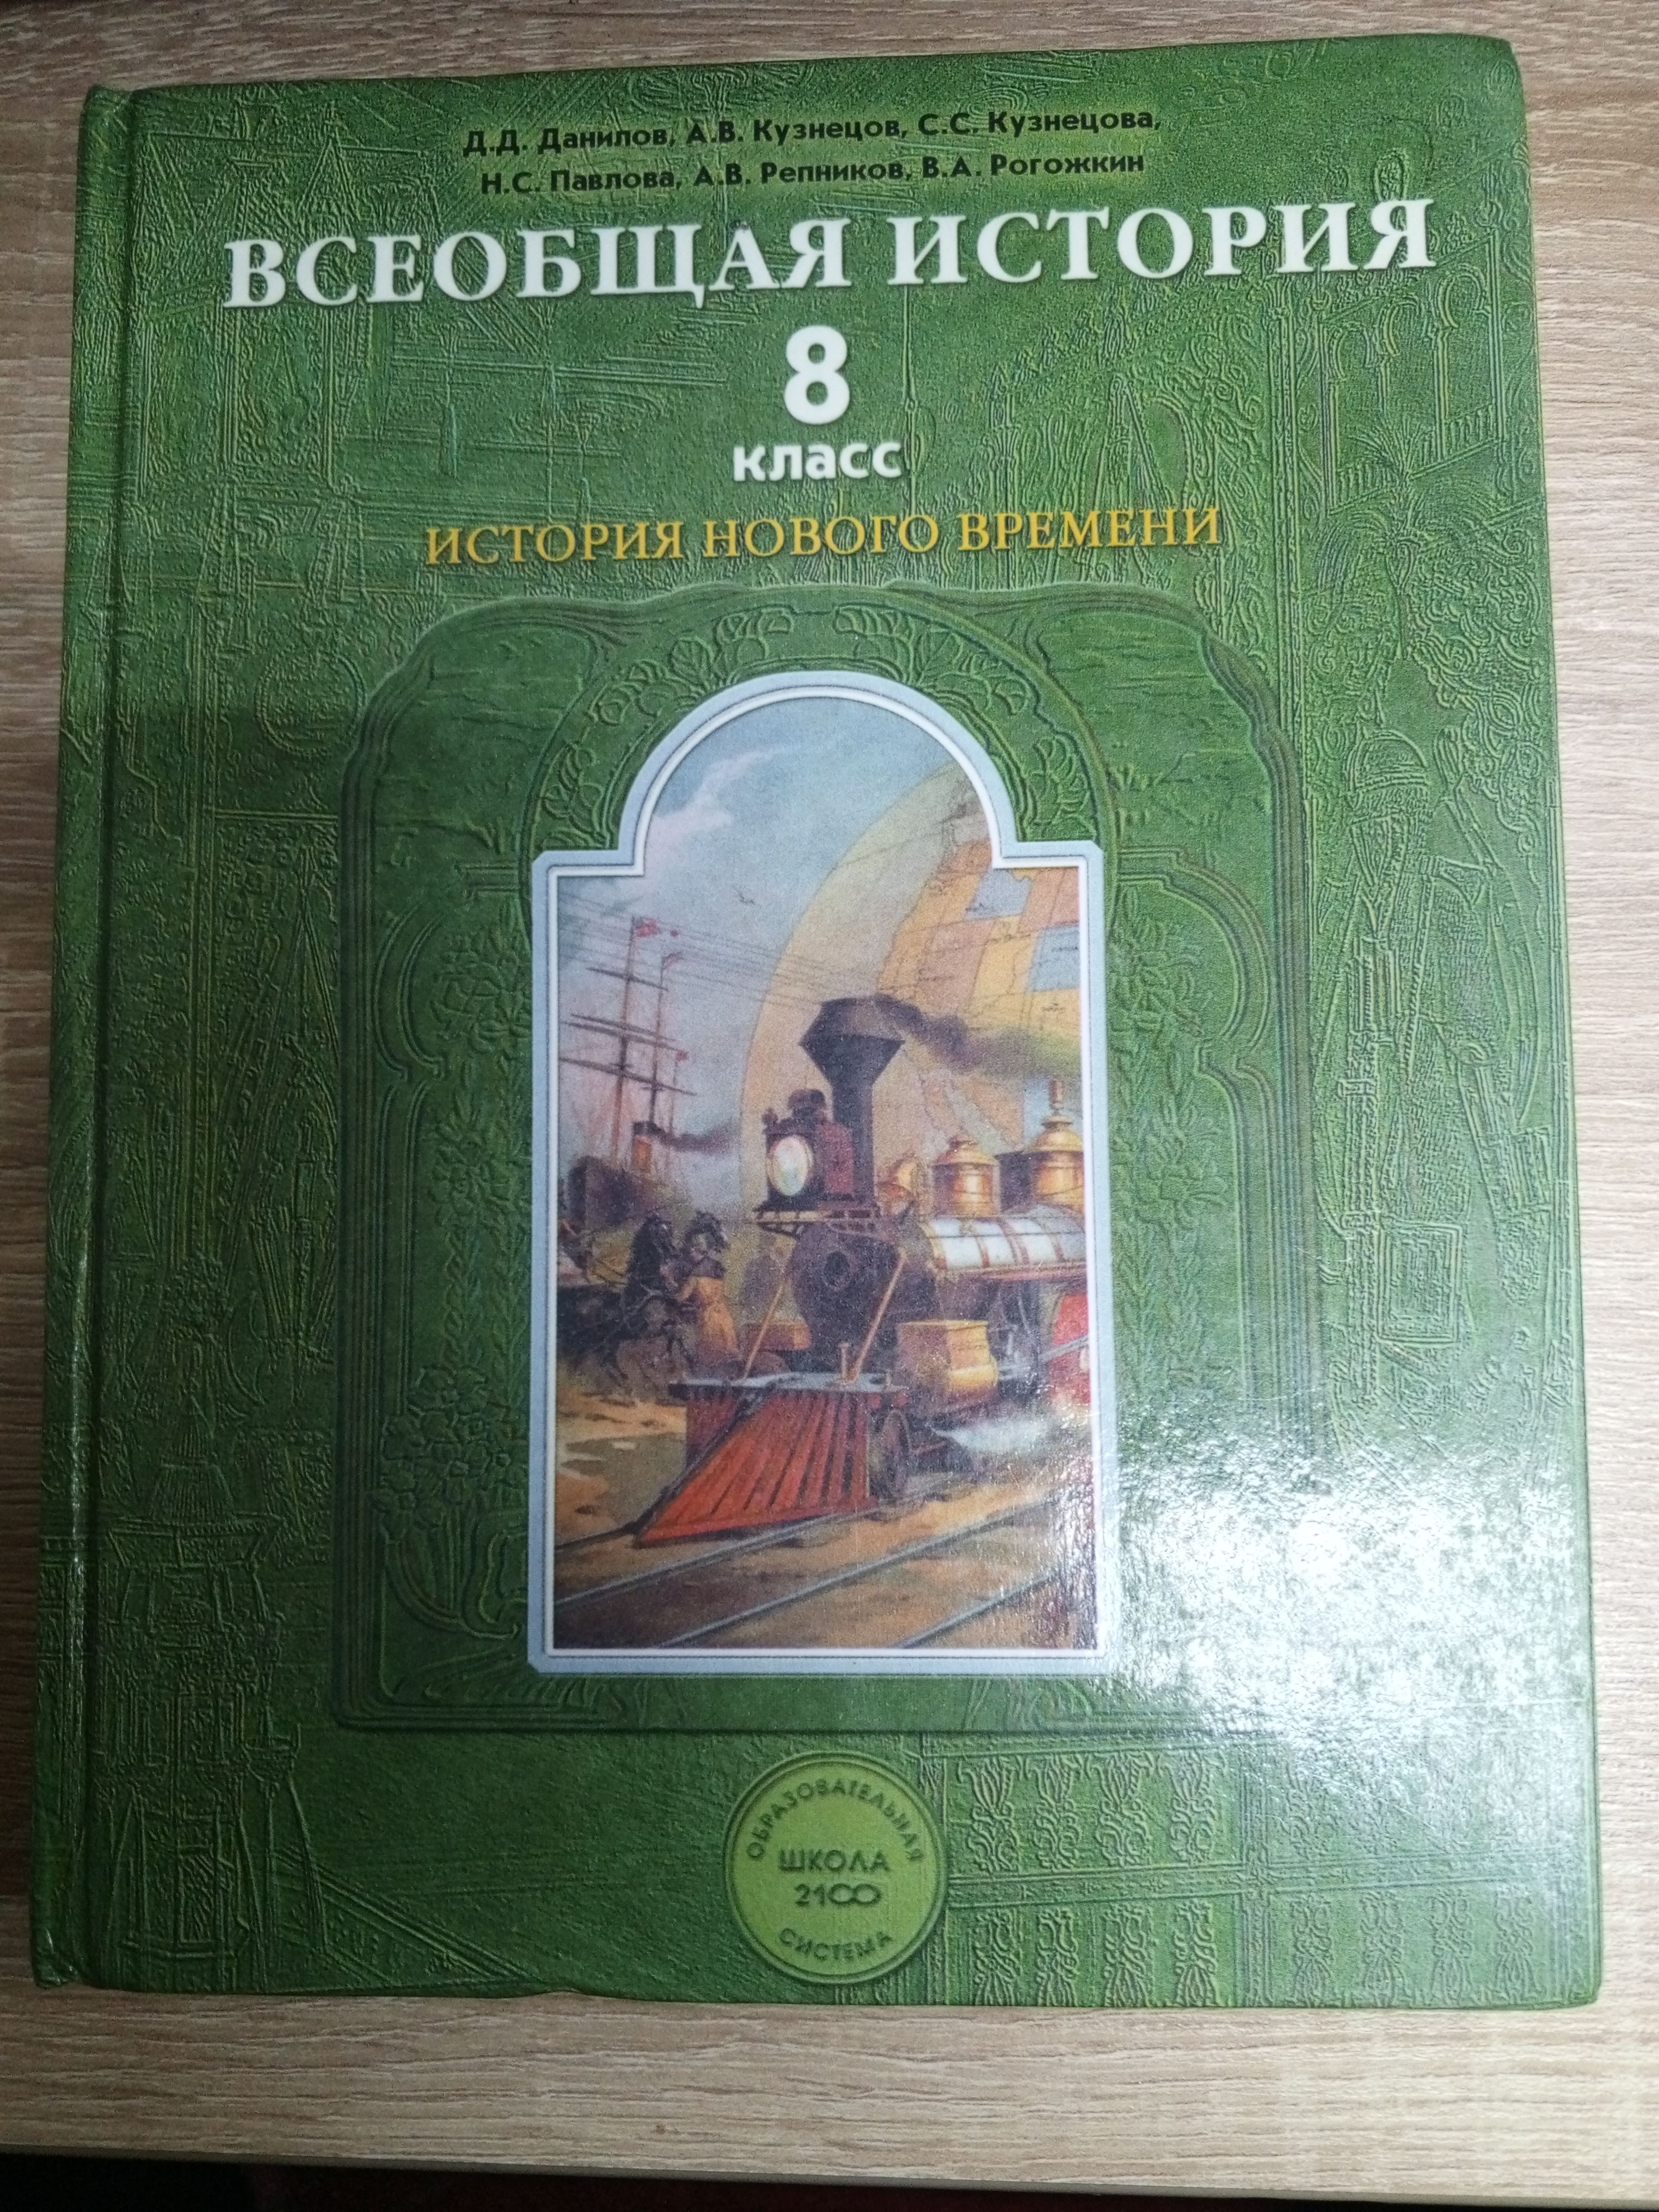 Д.Д. Данилов, А.В. Кузнецов, С.С. Кузнецова,
Н.С. Павлова, А.В. Репников, В.А. Рогожкин
ВСЕОБЩАЯ ИСТОРИЯ
8
класс
ИСТОРИЯ НОВОГО ВРЕМЕНИ
ОБРАЗОВАТЕЛЬНАЯ
ШКОЛА
2100
СИСТЕМА